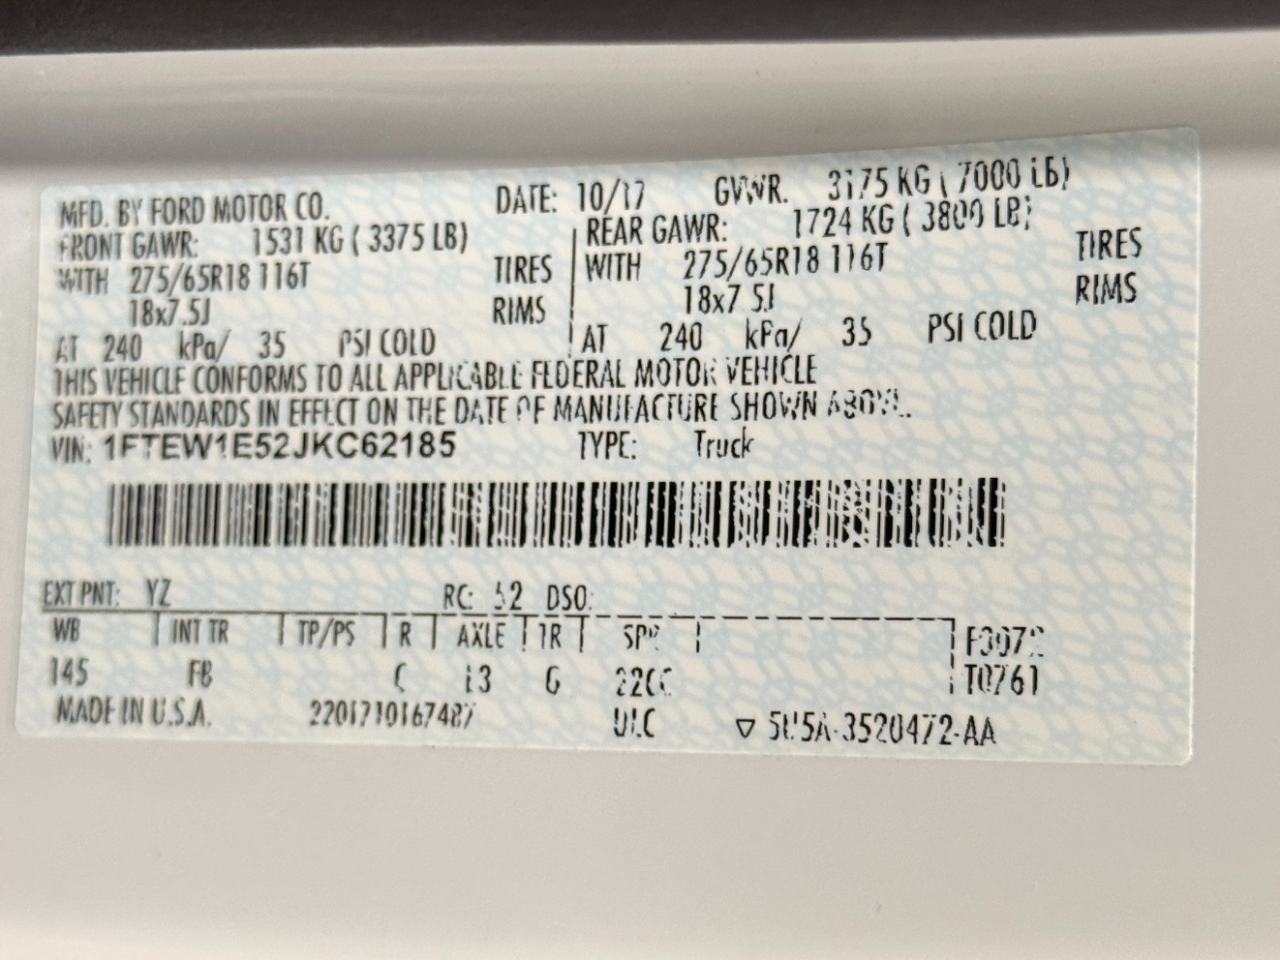 MFD. BY FORD MOTOR CO. DATE: 10/17 GVWR. 3175 KG ( 7000 LB)
FRONT GAWR: 1531 KG ( 3375 LB) REAR GAWR: 1724 KG ( 3800 LB)
WITH 275/65R18 116T TIRES WITH 275/65R18 116T TIRES
18x7.5J RIMS 18x7.5J RIMS
AT 240 kPa/ 35 PSI COLD AT 240 kPa/ 35 PSI COLD
THIS VEHICLE CONFORMS TO ALL APPLICABLE FEDERAL MOTOR VEHICLE
SAFETY STANDARDS IN EFFECT ON THE DATE OF MANUFACTURE SHOWN ABOVE.
VIN: 1FTEW1E52JKC62185 TYPE: Truck
EXT PNT: YZ RC: 52 DSO:
WB INT TR TP/PS R AXLE TR SPR
145 FB C G T0761
MADE IN U.S.A. 2201710167487 5U5A-3520472-AA